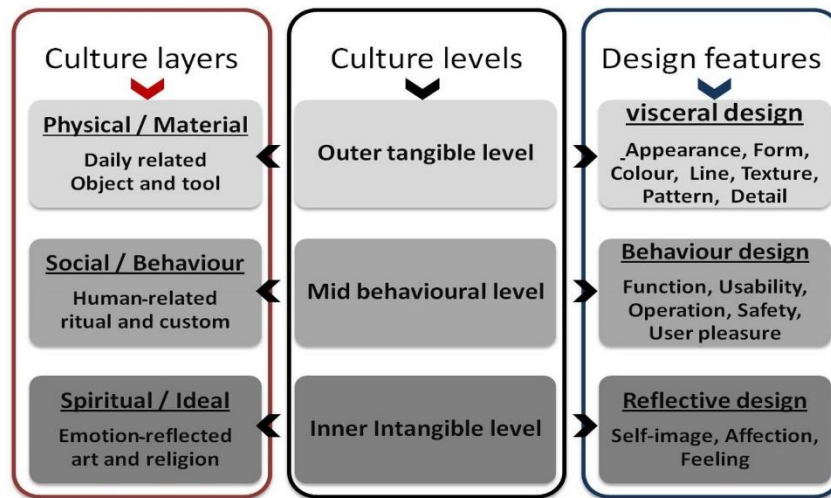 Culture layers
Physical / Material
Daily related
Object and tool
Social / Behaviour
Human-related
ritual and custom
Spiritual / Ideal
Emotion-reflected
art and religion
Culture levels
Outer tangible level
Mid behavioural level
Inner Intangible level
Design features
visceral design
Appearance, Form,
Colour, Line, Texture,
Pattern, Detail
Behaviour design
Function, Usability,
Operation, Safety,
User pleasure
Reflective design
Self-image, Affection,
Feeling